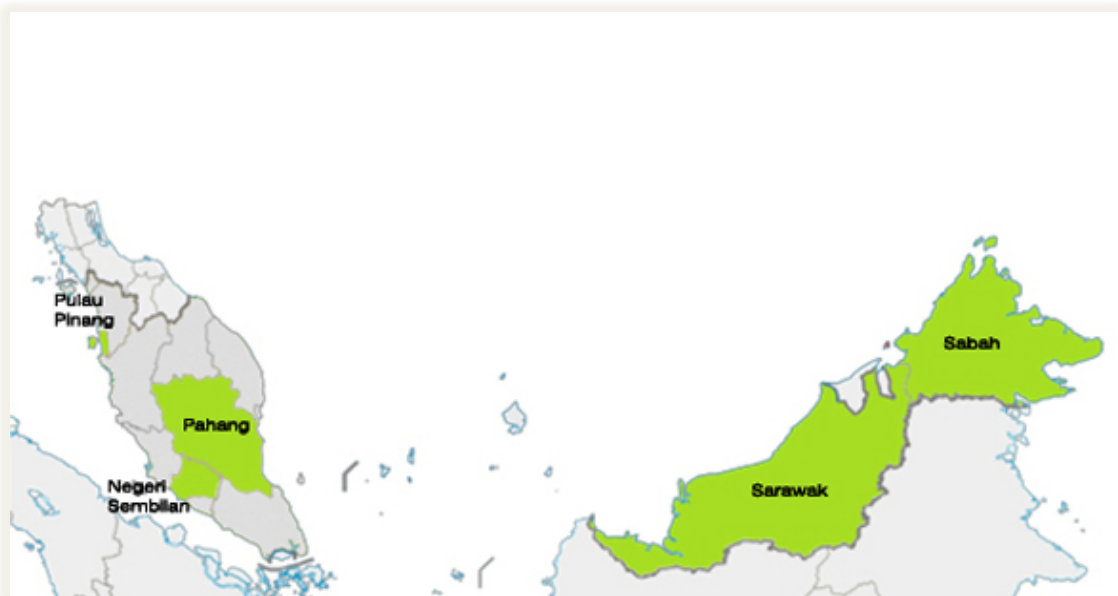 Pulau
Pinang
Sabah
Pahang
Negeri
Sembilan
Sarawak